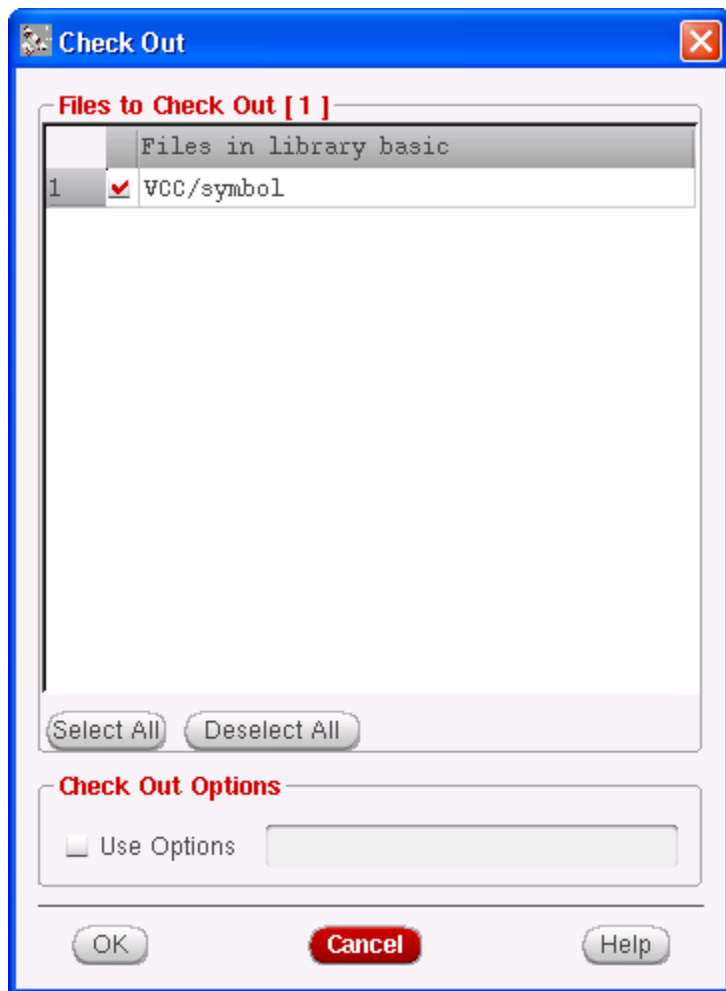 Check Out
Files to Check Out [ 1 ]
Files in library basic
1 VCC/symbol
Select All Deselect All
Check Out Options
Use Options
OK Cancel Help